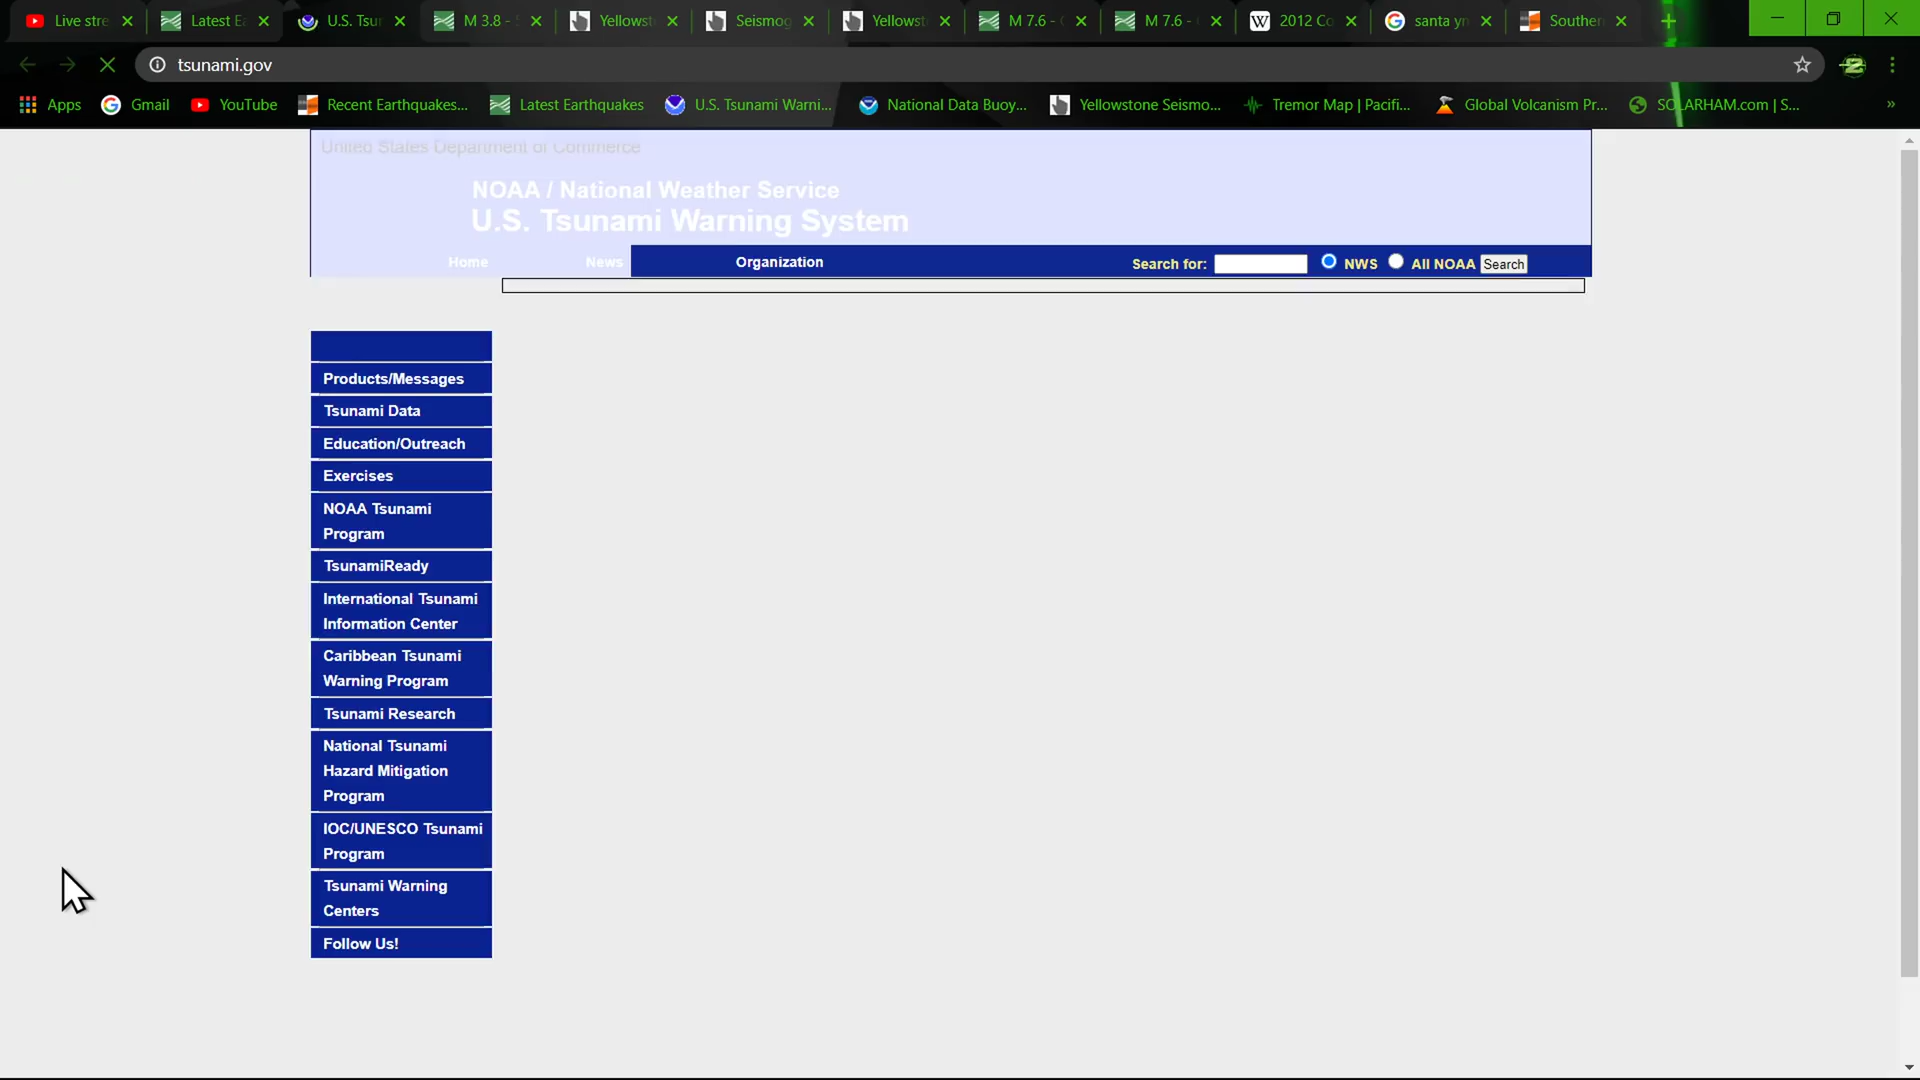 Live stre
Latest Ea
U.S. Tsun
M 3.8 -
Yellowst
Seismog
Yellowst
M 7.6 -
M 7.6 -
2012 Co
santa yn
Souther
tsunami.gov
Apps
Gmail
YouTube
Recent Earthquakes...
Latest Earthquakes
U.S. Tsunami Warni...
National Data Buoy...
Yellowstone Seismo...
Tremor Map | Pacifi...
Global Volcanism Pr...
SOLARHAM.com | S...
»
United States Department of Commerce
NOAA / National Weather Service
U.S. Tsunami Warning System
Home
News
Organization
Search for:
NWS
All NOAA
Search
Products/Messages
Tsunami Data
Education/Outreach
Exercises
NOAA Tsunami
Program
TsunamiReady
International Tsunami
Information Center
Caribbean Tsunami
Warning Program
Tsunami Research
National Tsunami
Hazard Mitigation
Program
IOC/UNESCO Tsunami
Program
Tsunami Warning
Centers
Follow Us!